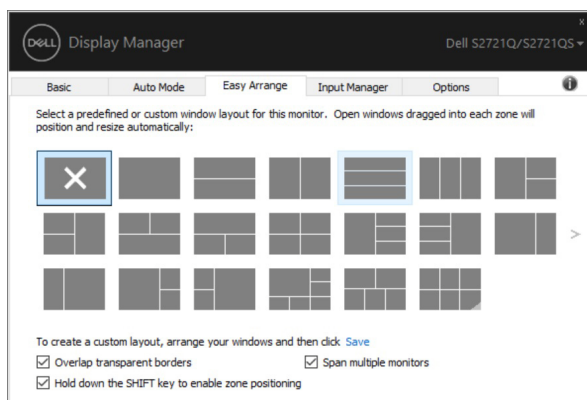 x
DELL Display Manager
Dell S2721Q/S2721QS
Basic Auto Mode Easy Arrange Input Manager Options i
Select a predefined or custom window layout for this monitor. Open windows dragged into each zone will
position and resize automatically:
>
To create a custom layout, arrange your windows and then click Save
Overlap transparent borders Span multiple monitors
Hold down the SHIFT key to enable zone positioning